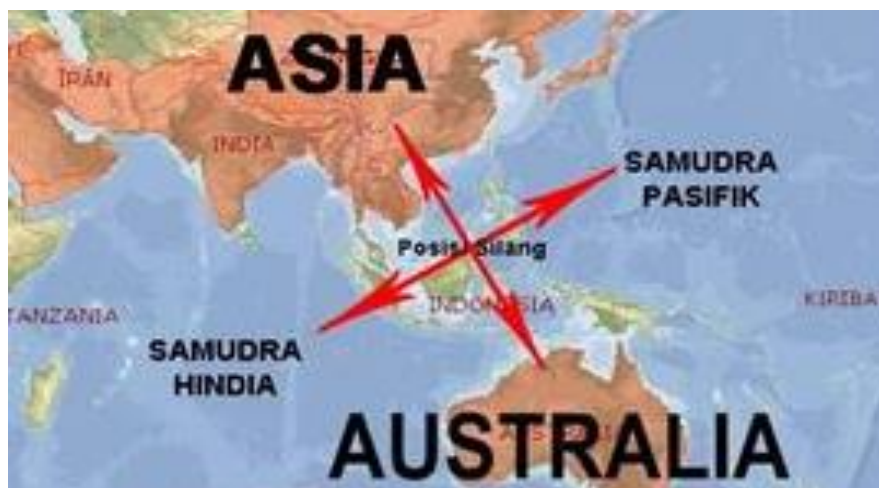 ASIA
IRAN
INDIA
SAMUDRA
PASIFIK
Posisi Silang
INDONESIA
KIRIBA
TANZANIA
SAMUDRA
HINDIA
AUSTRALIA